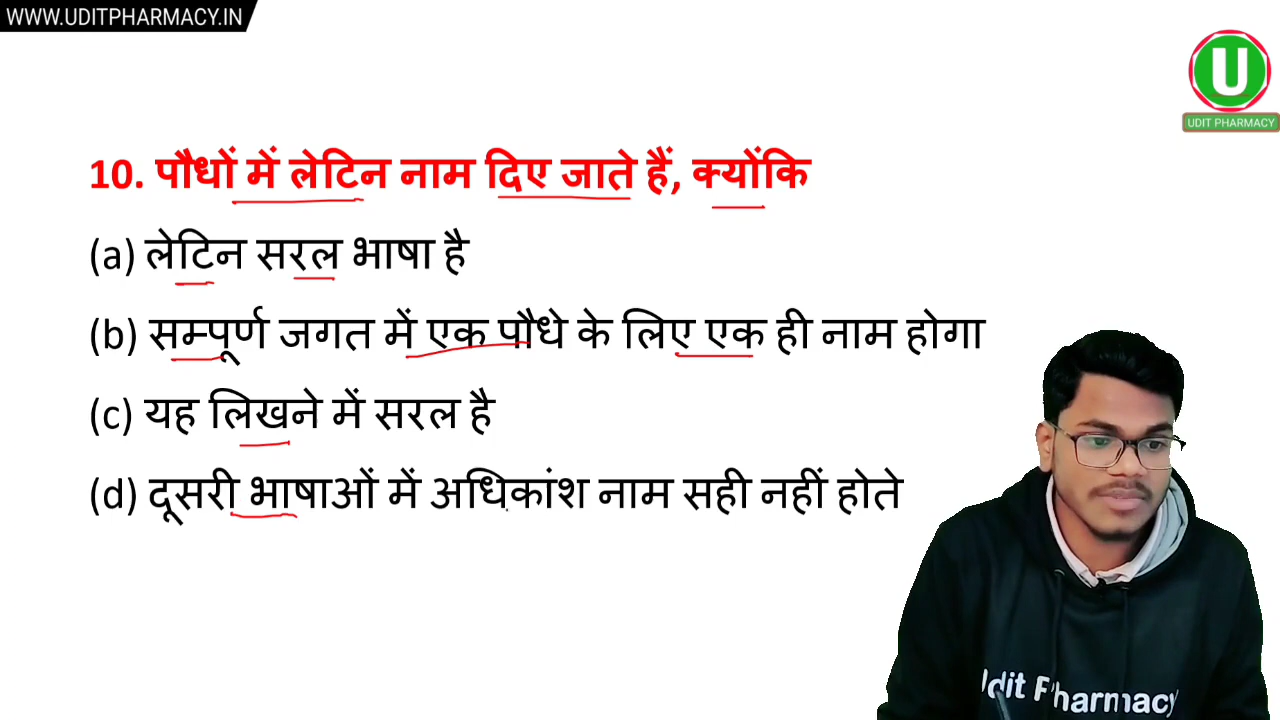 WWW.UDITPHARMACY.IN
U
UDIT PHARMACY
10. पौधों में लेटिन नाम दिए जाते हैं, क्योंकि
(a) लेटिन सरल भाषा है
(b) सम्पूर्ण जगत में एक पौधे के लिए एक ही नाम होगा
(c) यह लिखने में सरल है
(d) दूसरी भाषाओं में अधिकांश नाम सही नहीं होते
Udit Pharmacy